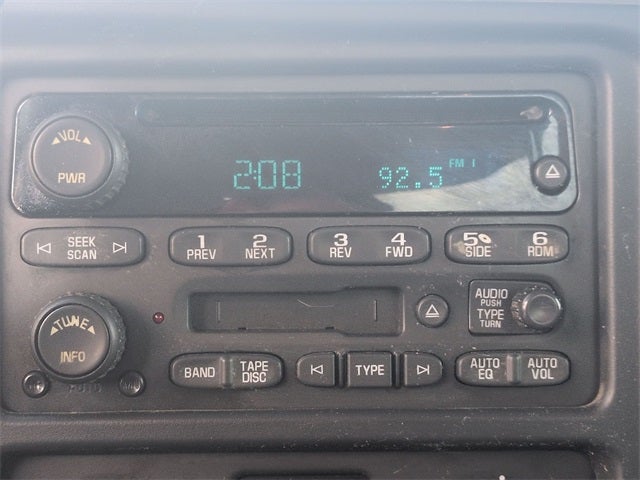 VOL
PWR
2:08
92.5
FM 1
SEEK
SCAN
1
PREV
2
NEXT
3
REV
4
FWD
5
SIDE
6
RDM
TUNE
INFO
AUDIO
PUSH
TYPE
TURN
BAND
TAPE
DISC
TYPE
AUTO
EQ
AUTO
VOL